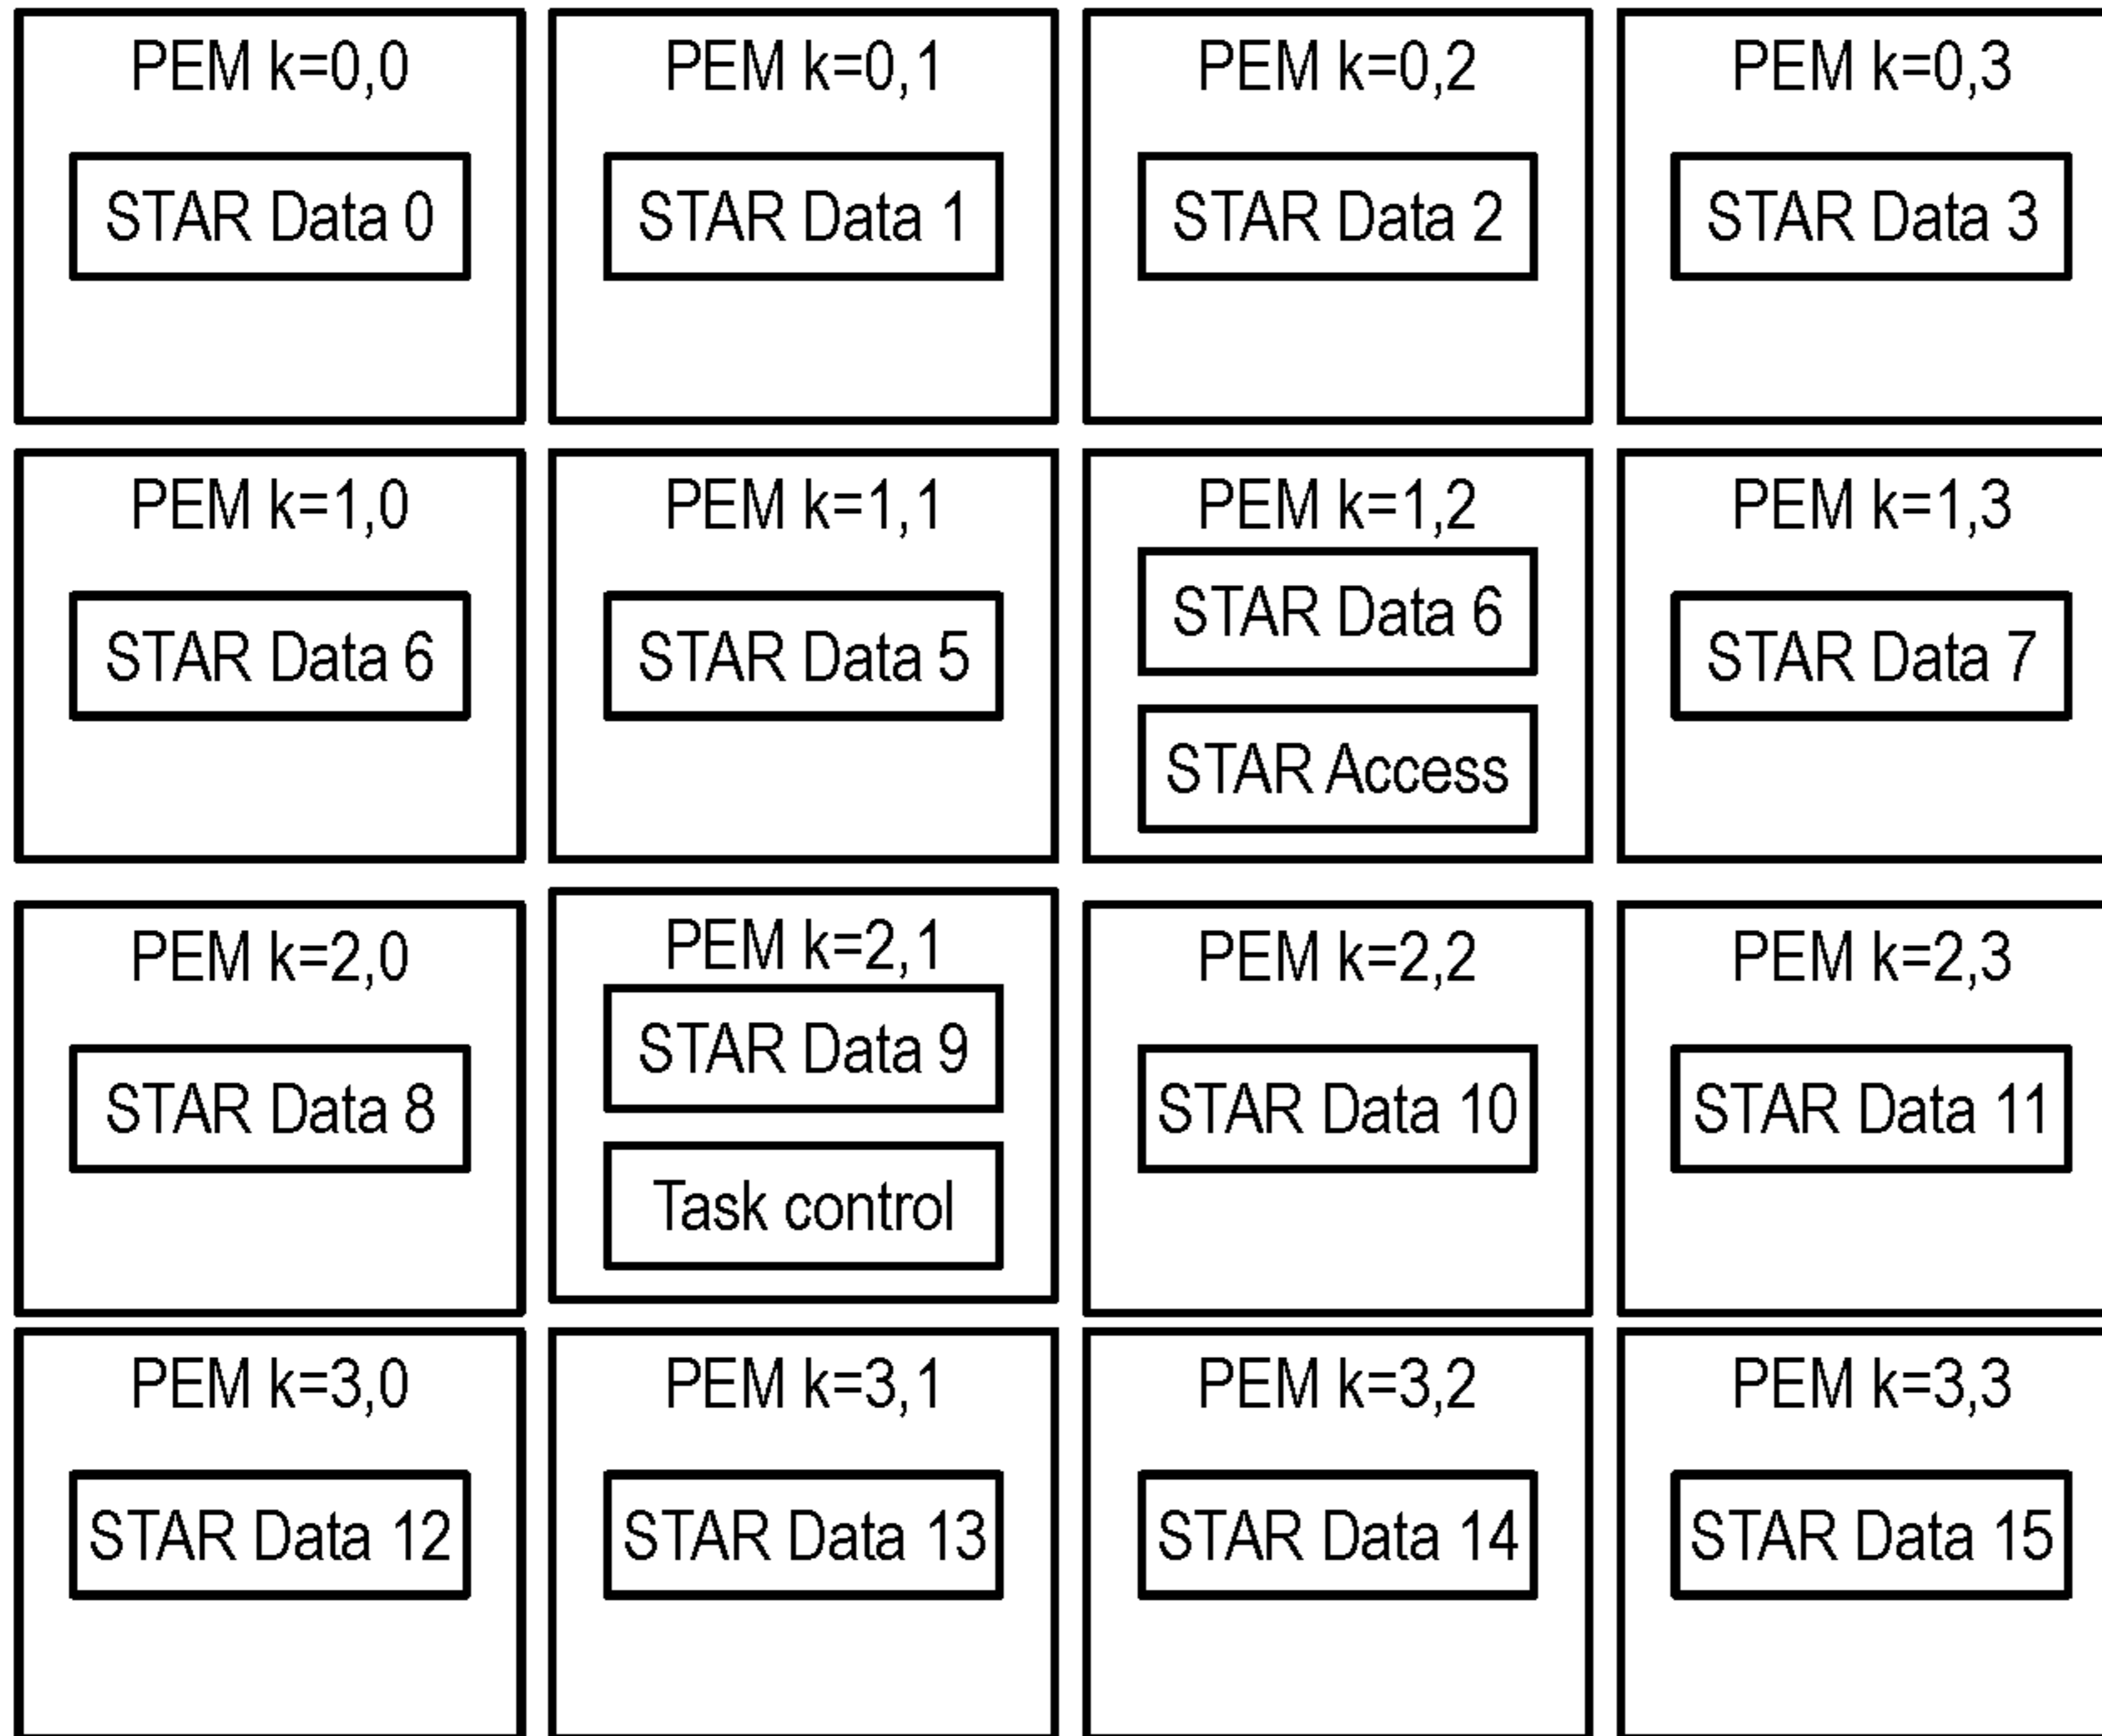 PEM k=0,0
STAR Data 0
PEM k=0,1
STAR Data 1
PEM k=0,2
STAR Data 2
PEM k=0,3
STAR Data 3
PEM k=1,0
STAR Data 6
PEM k=1,1
STAR Data 5
PEM k=1,2
STAR Data 6
STAR Access
PEM k=1,3
STAR Data 7
PEM k=2,0
STAR Data 8
PEM k=2,1
STAR Data 9
Task control
PEM k=2,2
STAR Data 10
PEM k=2,3
STAR Data 11
PEM k=3,0
STAR Data 12
PEM k=3,1
STAR Data 13
PEM k=3,2
STAR Data 14
PEM k=3,3
STAR Data 15